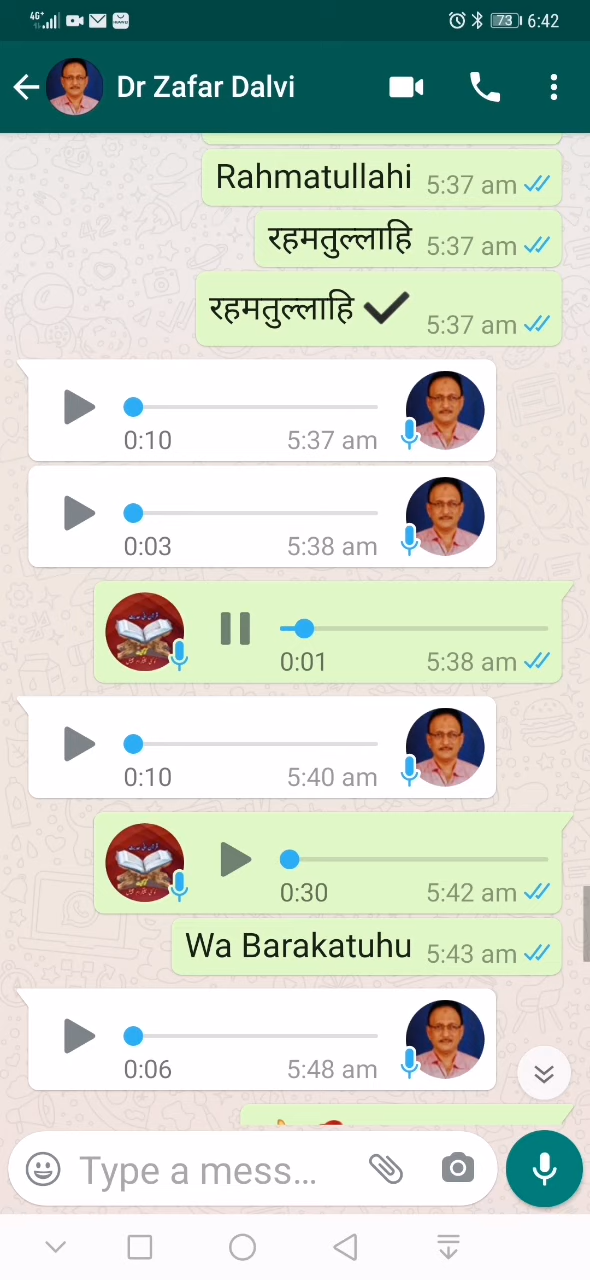 4G+ 73 6:42
Dr Zafar Dalvi
Rahmatullahi 5:37 am
रहमतुल्लाहि 5:37 am
रहमतुल्लाहि 5:37 am
0:10 5:37 am
0:03 5:38 am
0:01 5:38 am
0:10 5:40 am
0:30 5:42 am
Wa Barakatuhu 5:43 am
0:06 5:48 am
Type a mess...